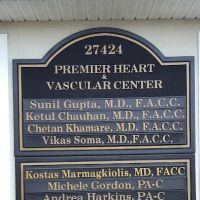 27424
PREMIER HEART
&
VASCULAR CENTER
Sunil Gupta, M.D., F.A.C.C.
Ketul Chauhan, M.D., F.A.C.C.
Chetan Khamare, M.D. F.A.C.C.
Vikas Soma, M.D.,F.A.C.C.
Kostas Marmagkiolis, MD, FACC
Michele Gordon, PA-C
Andrea Harkins, PA-C